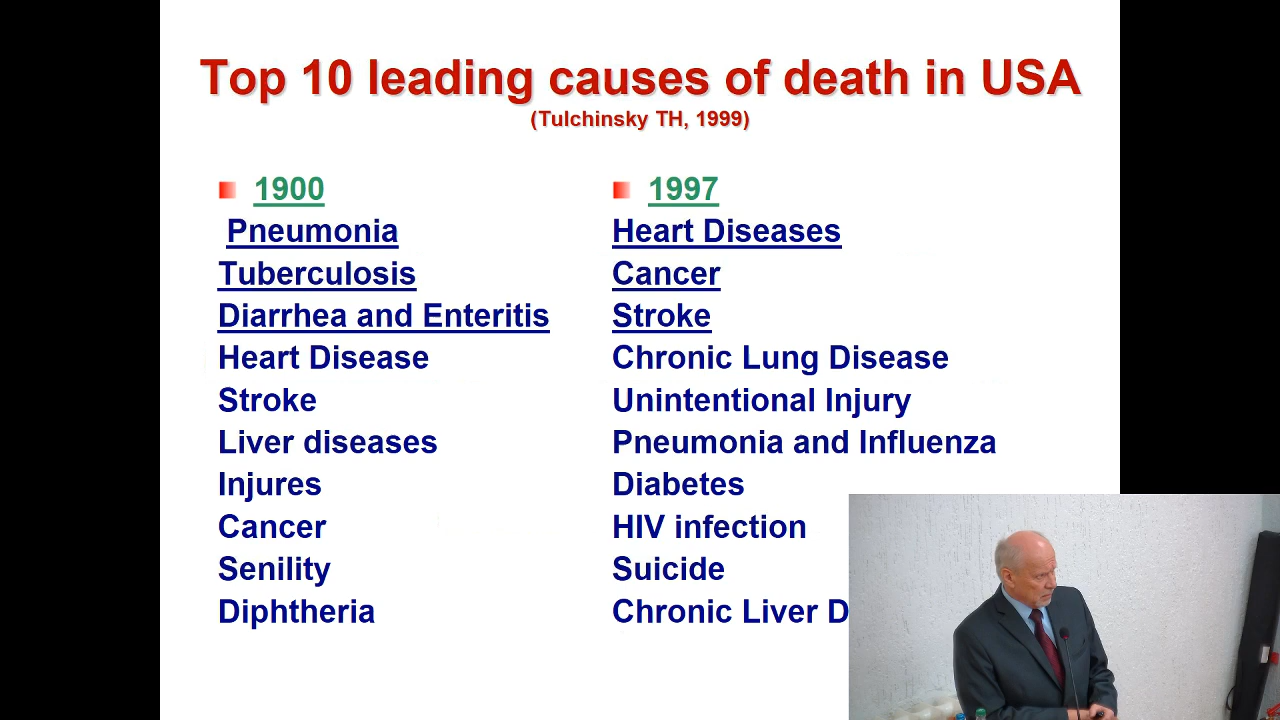 Top 10 leading causes of death in USA
(Tulchinsky TH, 1999)
1900
Pneumonia
Tuberculosis
Diarrhea and Enteritis
Heart Disease
Stroke
Liver diseases
Injures
Cancer
Senility
Diphtheria
1997
Heart Diseases
Cancer
Stroke
Chronic Lung Disease
Unintentional Injury
Pneumonia and Influenza
Diabetes
HIV infection
Suicide
Chronic Liver D